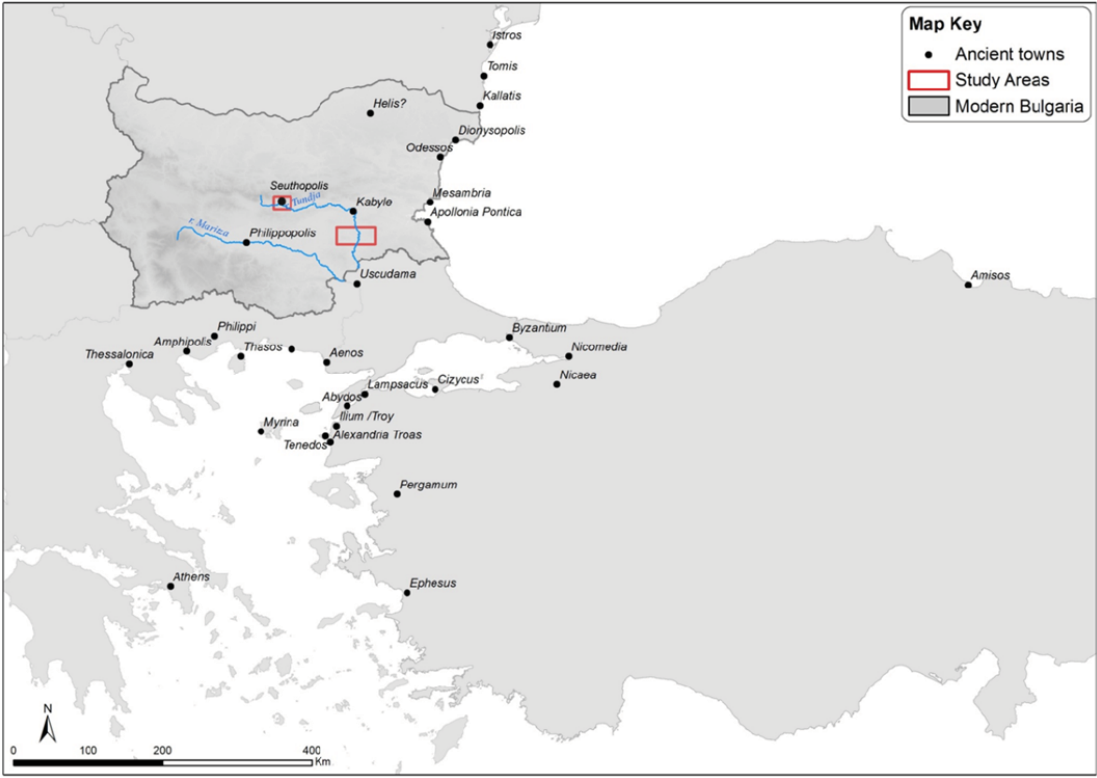 Map Key
Ancient towns
Study Areas
Modern Bulgaria
Istros
Tomis
Kallatis
Helis?
Dionysopolis
Odessos
Seuthopolis
Tundja
Kabyle
Mesambria
Apollonia Pontica
r. Mariza
Philippopolis
Uscudama
Amisos
Philippi
Byzantium
Amphipolis
Thasos
Nicomedia
Thessalonica
Aenos
Nicaea
Lampsacus
Cizycus
Abydos
Ilium /Troy
Myrina
Alexandria Troas
Tenedos
Pergamum
Athens
Ephesus
N
0 100 200 400
Km